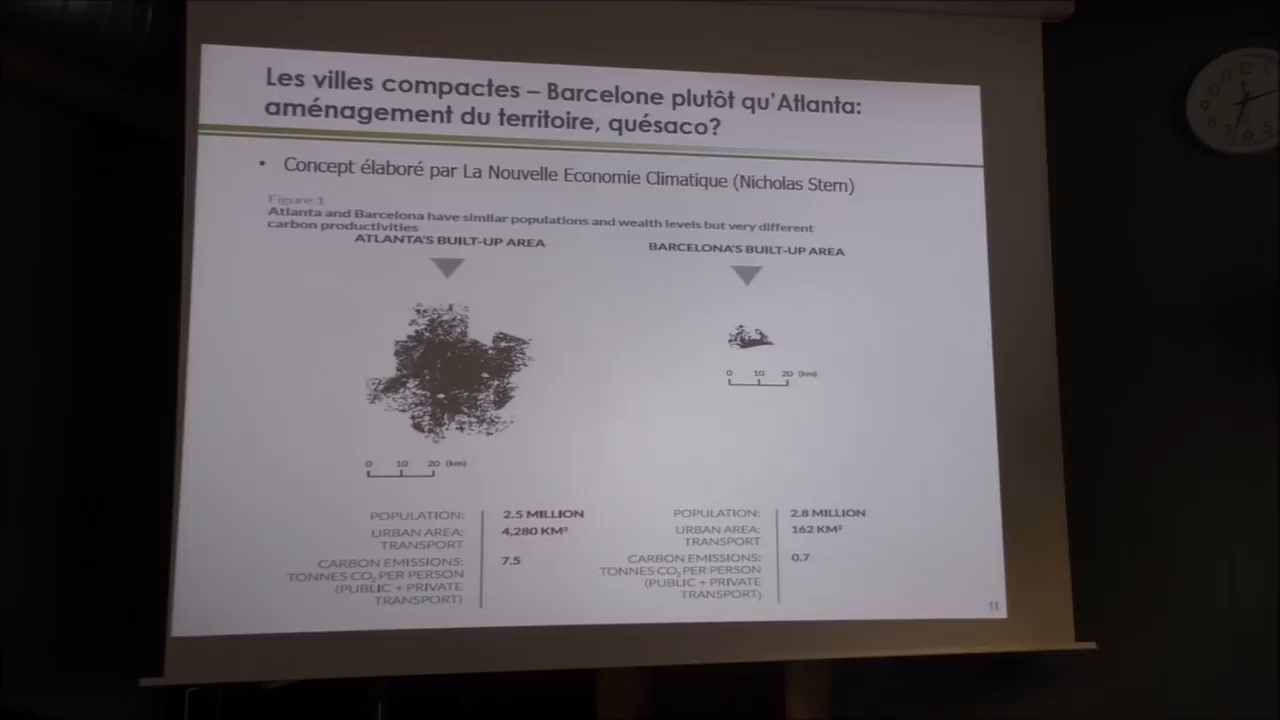 Les villes compactes – Barcelone plutôt qu'Atlanta:
aménagement du territoire, quésaco?
• Concept élaboré par La Nouvelle Economie Climatique (Nicholas Stern)
Figure 1
Atlanta and Barcelona have similar populations and wealth levels but very different
carbon productivities
ATLANTA'S BUILT-UP AREA
BARCELONA'S BUILT-UP AREA
0 10 20 (km)
0 10 20 (km)
POPULATION: 2.5 MILLION
URBAN AREA: 4,280 KM²
TRANSPORT
CARBON EMISSIONS: 7.5
TONNES CO₂ PER PERSON
(PUBLIC + PRIVATE
TRANSPORT)
POPULATION: 2.8 MILLION
URBAN AREA: 162 KM²
TRANSPORT
CARBON EMISSIONS: 0.7
TONNES CO₂ PER PERSON
(PUBLIC + PRIVATE
TRANSPORT)
11